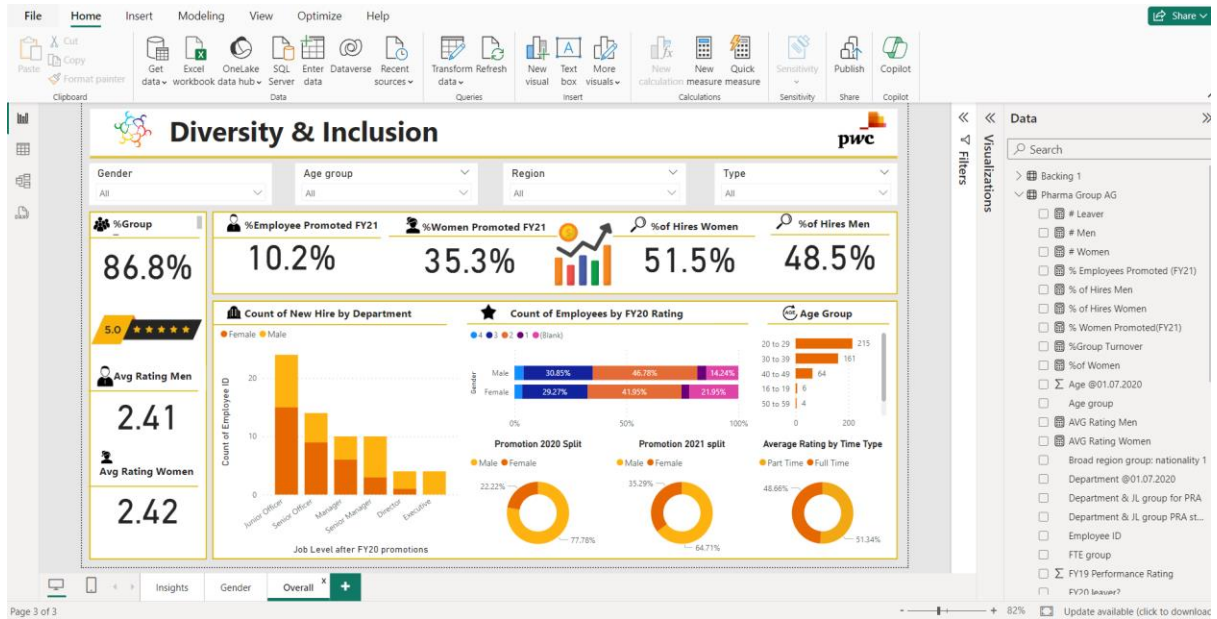 File Home Insert Modeling View Optimize Help Share
Paste Cut Copy Format painter
Get data Excel workbook OneLake data hub SQL Server Enter data Dataverse Recent sources Transform data Refresh New visual Text box More visuals New calculation New measure Quick measure Sensitivity Publish Copilot
Clipboard Data Queries Insert Calculations Sensitivity Share Copilot
Diversity & Inclusion
pwc
Gender Age group Region Type
All All All All
%Group
86.8%
%Employee Promoted FY21
10.2%
%Women Promoted FY21
35.3%
%of Hires Women
51.5%
%of Hires Men
48.5%
5.0
Avg Rating Men
2.41
Avg Rating Women
2.42
Count of New Hire by Department
Female Male
Count of Employee ID
20
10
0
Junior Officer Senior Officer Manager Senior Manager Director Executive
Job Level after FY20 promotions
Count of Employees by FY20 Rating
4 3 2 1 (Blank)
Gender
Male 30.85% 46.78% 14.24%
Female 29.27% 41.95% 21.95%
0% 50% 100%
AGE
Age Group
20 to 29 215
30 to 39 161
40 to 49 64
16 to 19 6
50 to 59 4
0 200
Promotion 2020 Split
Male Female
22.22%
77.78%
Promotion 2021 split
Male Female
35.29%
64.71%
Average Rating by Time Type
Part Time Full Time
48.66%
51.34%
Filters
Visualizations
Data
Search
Backing 1
Pharma Group AG
# Leaver
# Men
# Women
% Employees Promoted (FY21)
% of Hires Men
% of Hires Women
% Women Promoted(FY21)
%Group Turnover
%of Women
Age @01.07.2020
Age group
AVG Rating Men
AVG Rating Women
Broad region group: nationality 1
Department @01.07.2020
Department & JL group for PRA
Department & JL group PRA st...
Employee ID
FTE group
FY19 Performance Rating
FY20 leaver?
Insights Gender Overall x +
Page 3 of 3
- + 82% Update available (click to download